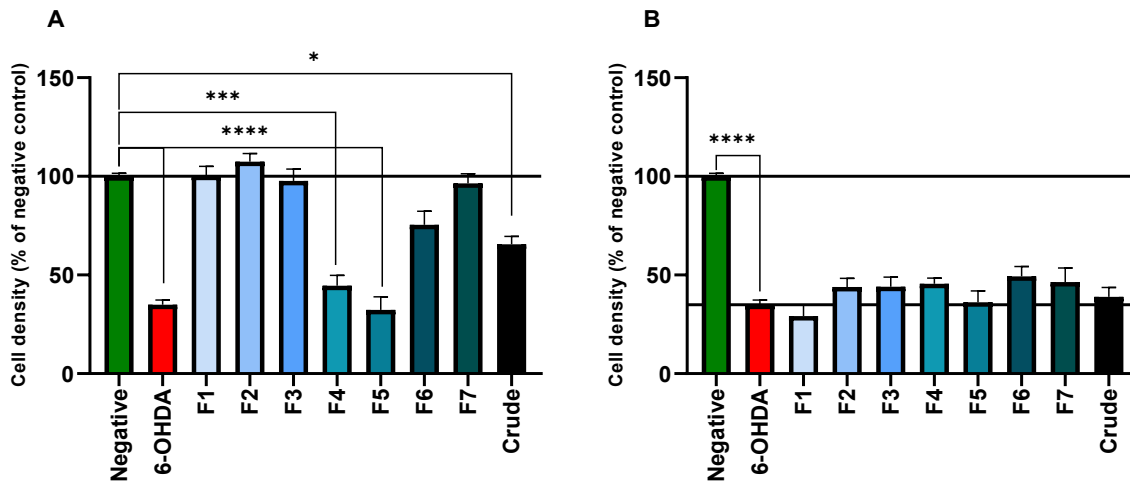 A
Cell density (% of negative control)
150
100
50
0
*
***
****
Negative
6-OHDA
F1
F2
F3
F4
F5
F6
F7
Crude
B
Cell density (% of negative control)
150
100
50
0
****
Negative
6-OHDA
F1
F2
F3
F4
F5
F6
F7
Crude